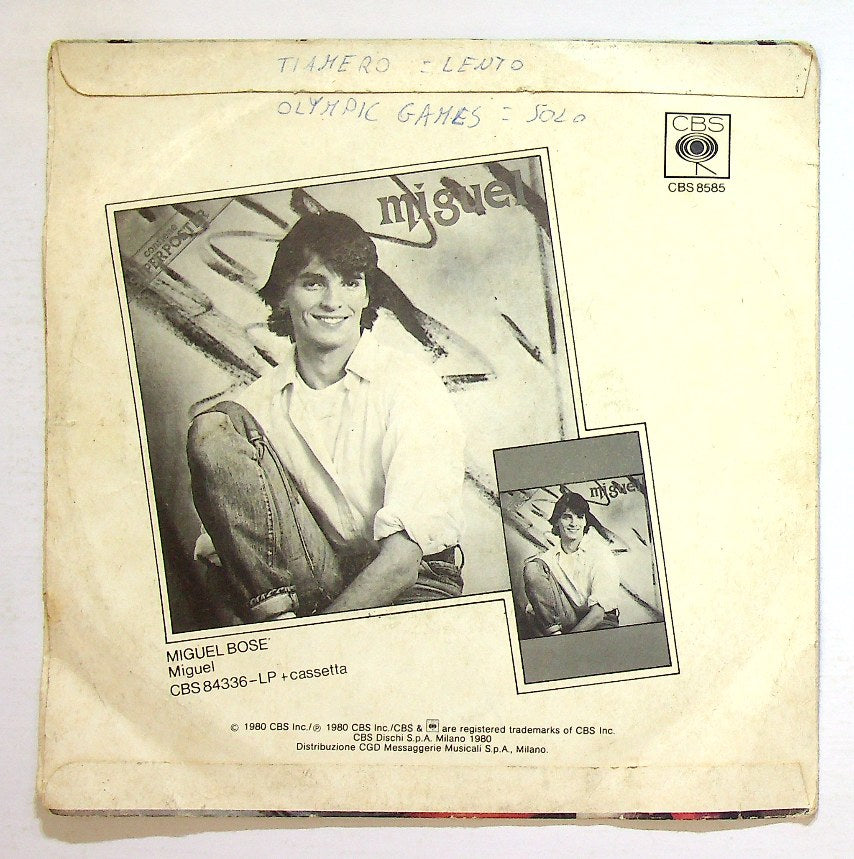 TIAMERO = LENTO
OLYMPIC GAMES = SOLO
CBS
CBS 8585
miguel
contiene
PERPOSTER
miguel
MIGUEL BOSE'
Miguel
CBS 84336-LP + cassetta
© 1980 CBS Inc./℗ 1980 CBS Inc./CBS & are registered trademarks of CBS Inc.
CBS Dischi S.p.A. Milano 1980
Distribuzione CGD Messaggerie Musicali S.p.A., Milano.